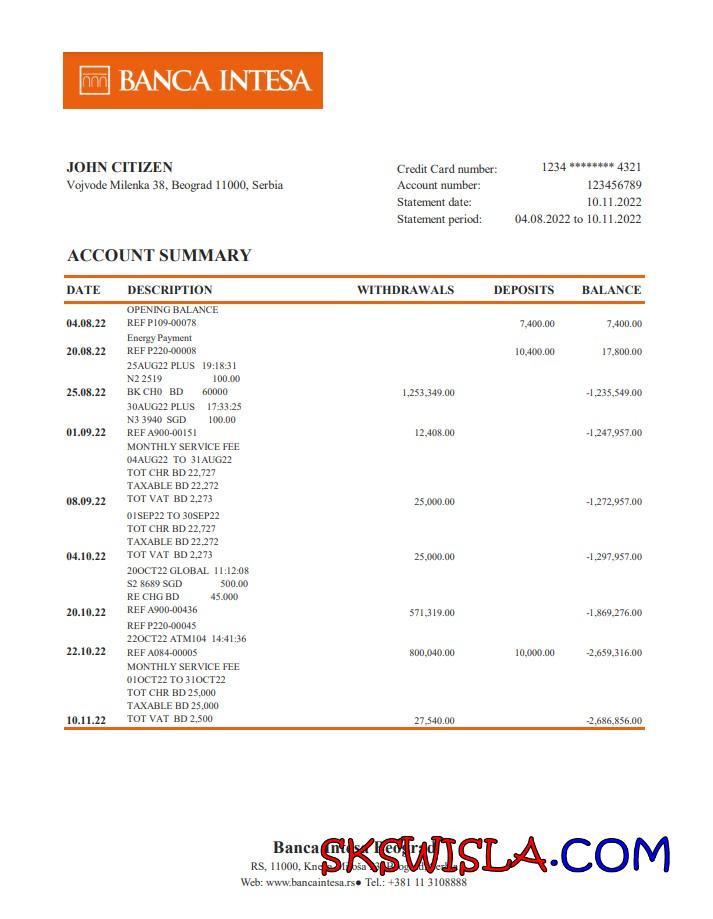 BANCA INTESA
JOHN CITIZEN
Vojvode Milenka 38, Beograd 11000, Serbia
Credit Card number: 1234 ******** 4321
Account number: 123456789
Statement date: 10.11.2022
Statement period: 04.08.2022 to 10.11.2022
ACCOUNT SUMMARY
DATE DESCRIPTION WITHDRAWALS DEPOSITS BALANCE
OPENING BALANCE
04.08.22 REF P109-00078 7,400.00 7,400.00
Energy Payment
20.08.22 REF P220-00008 10,400.00 17,800.00
25AUG22 PLUS 19:18:31
N2 2519 100.00
25.08.22 BK CH0 BD 60000 1,253,349.00 -1,235,549.00
30AUG22 PLUS 17:33:25
N3 3940 SGD 100.00
01.09.22 REF A900-00151 12,408.00 -1,247,957.00
MONTHLY SERVICE FEE
04AUG22 TO 31AUG22
TOT CHR BD 22,727
TAXABLE BD 22,272
08.09.22 TOT VAT BD 2,273 25,000.00 -1,272,957.00
01SEP22 TO 30SEP22
TOT CHR BD 22,727
TAXABLE BD 22,272
04.10.22 TOT VAT BD 2,273 25,000.00 -1,297,957.00
20OCT22 GLOBAL 11:12:08
S2 8689 SGD 500.00
RE CHG BD 45.000
20.10.22 REF A900-00436 571,319.00 -1,869,276.00
REF P220-00045
22OCT22 ATM104 14:41:36
22.10.22 REF A084-00005 800,040.00 10,000.00 -2,659,316.00
MONTHLY SERVICE FEE
01OCT22 TO 31OCT22
TOT CHR BD 25,000
TAXABLE BD 25,000
10.11.22 TOT VAT BD 2,500 27,540.00 -2,686,856.00
Banca Intesa Beograd
SKSWISLA.COM
RS, 11000,
Web: www.bancaintesa.rs● Tel.: +381 11 3108888